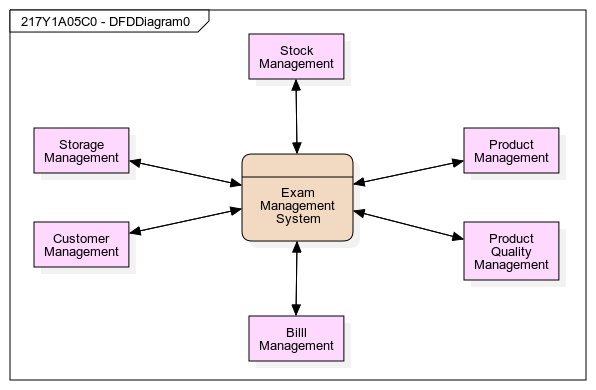 217Y1A05C0 - DFDDiagram0
Stock
Management
Storage
Management
Product
Management
Exam
Management
System
Customer
Management
Product
Quality
Management
Billl
Management